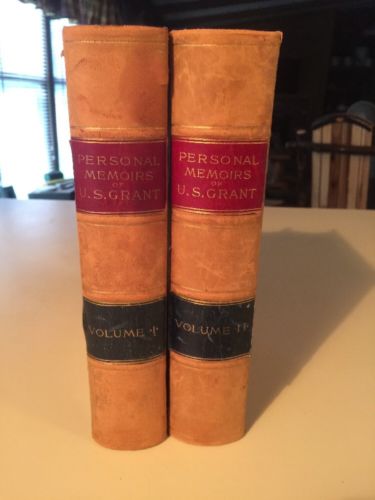 PERSONAL
MEMOIRS
OF
U.S.GRANT
VOLUME ·I·
PERSONAL
MEMOIRS
OF
U.S.GRANT
VOLUME II